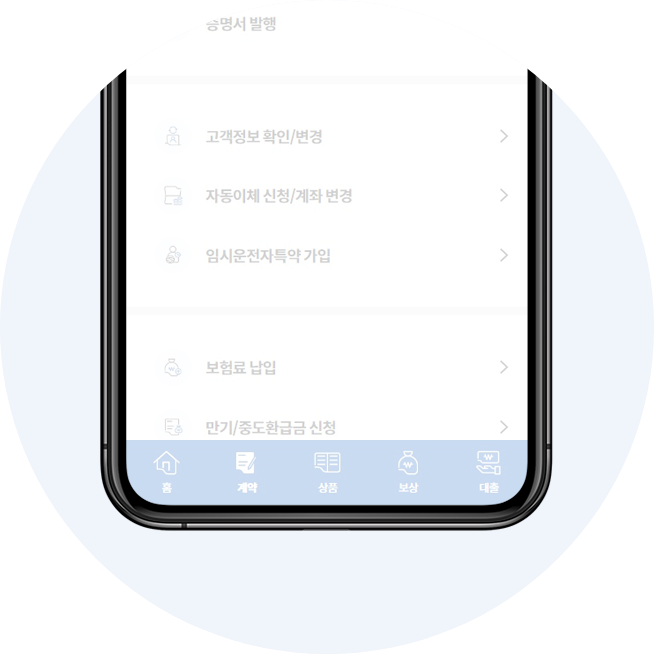 증명서 발행
고객정보 확인/변경
자동이체 신청/계좌 변경
임시운전자특약 가입
보험료 납입
만기/중도환급금 신청
홈
계약
상품
보상
대출